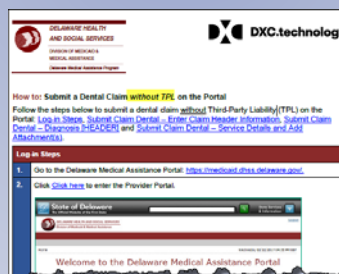 DELAWARE HEALTH
AND SOCIAL SERVICES
DIVISION OF MEDICAID &
MEDICAL ASSISTANCE
Delaware Medical Assistance Program
DXC.technolog
How to: Submit a Dental Claim without TPL on the Portal
Follow the steps below to submit a dental claim without Third-Party Liability (TPL) on the
Portal: Log-in Steps, Submit Claim Dental – Enter Claim Header Information, Submit Claim
Dental – Diagnosis [HEADER] and Submit Claim Dental – Service Details and Add
Attachment(s).
Log-in Steps
1. Go to the Delaware Medical Assistance Portal: https://medicaid.dhss.delaware.gov/.
2. Click Click here to enter the Provider Portal.
State of Delaware
Welcome to the Delaware Medical Assistance Portal